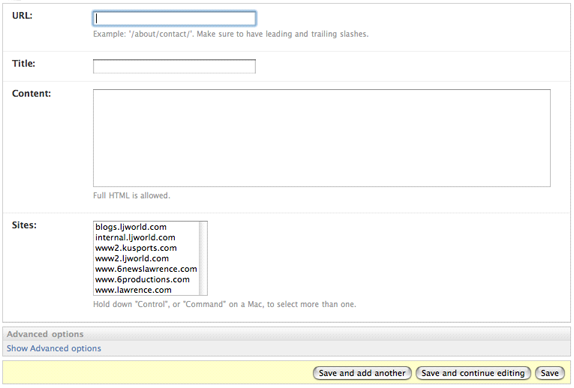 URL:
Example: '/about/contact/'. Make sure to have leading and trailing slashes.
Title:
Content:
Full HTML is allowed.
Sites:
blogs.ljworld.com
internal.ljworld.com
www2.kusports.com
www2.ljworld.com
www.6newslawrence.com
www.6productions.com
www.lawrence.com
Hold down "Control", or "Command" on a Mac, to select more than one.
Advanced options
Show Advanced options
Save and add another Save and continue editing Save